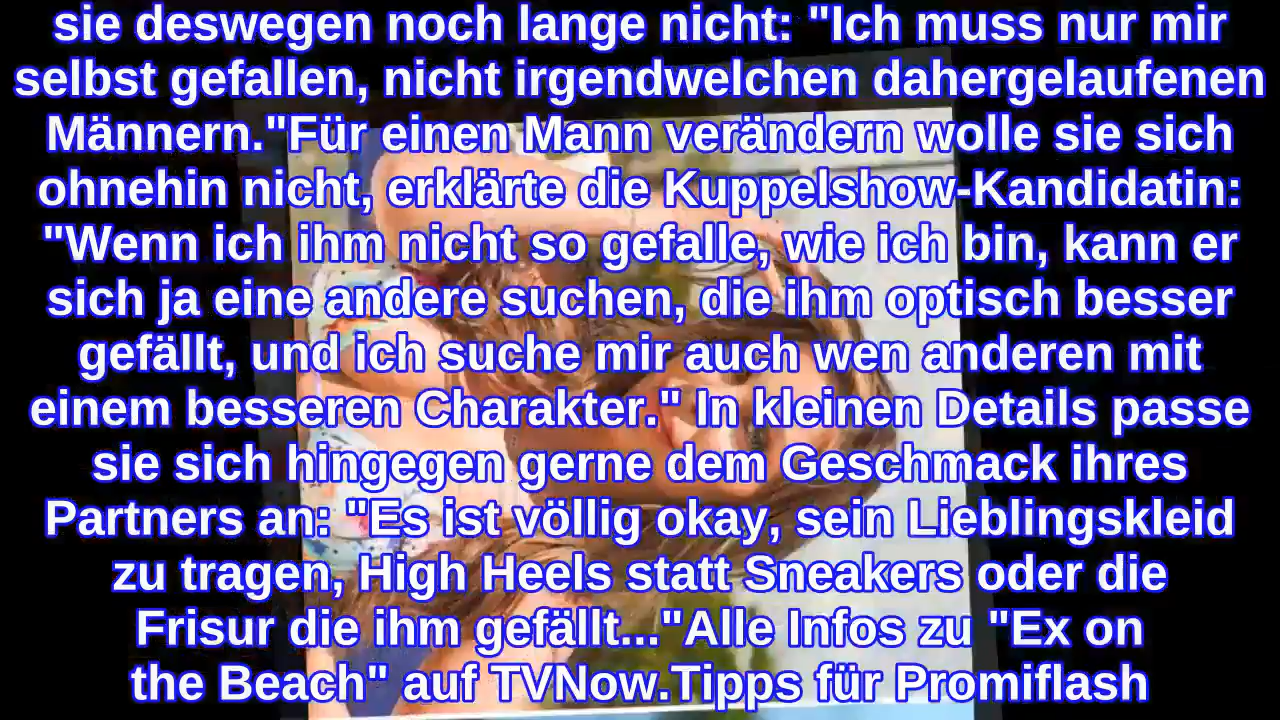 sie deswegen noch lange nicht: "Ich muss nur mir
selbst gefallen, nicht irgendwelchen dahergelaufenen
Männern."Für einen Mann verändern wolle sie sich
ohnehin nicht, erklärte die Kuppelshow-Kandidatin:
"Wenn ich ihm nicht so gefalle, wie ich bin, kann er
sich ja eine andere suchen, die ihm optisch besser
gefällt, und ich suche mir auch wen anderen mit
einem besseren Charakter." In kleinen Details passe
sie sich hingegen gerne dem Geschmack ihres
Partners an: "Es ist völlig okay, sein Lieblingskleid
zu tragen, High Heels statt Sneakers oder die
Frisur die ihm gefällt..."Alle Infos zu "Ex on
the Beach" auf TVNow.Tipps für Promiflash